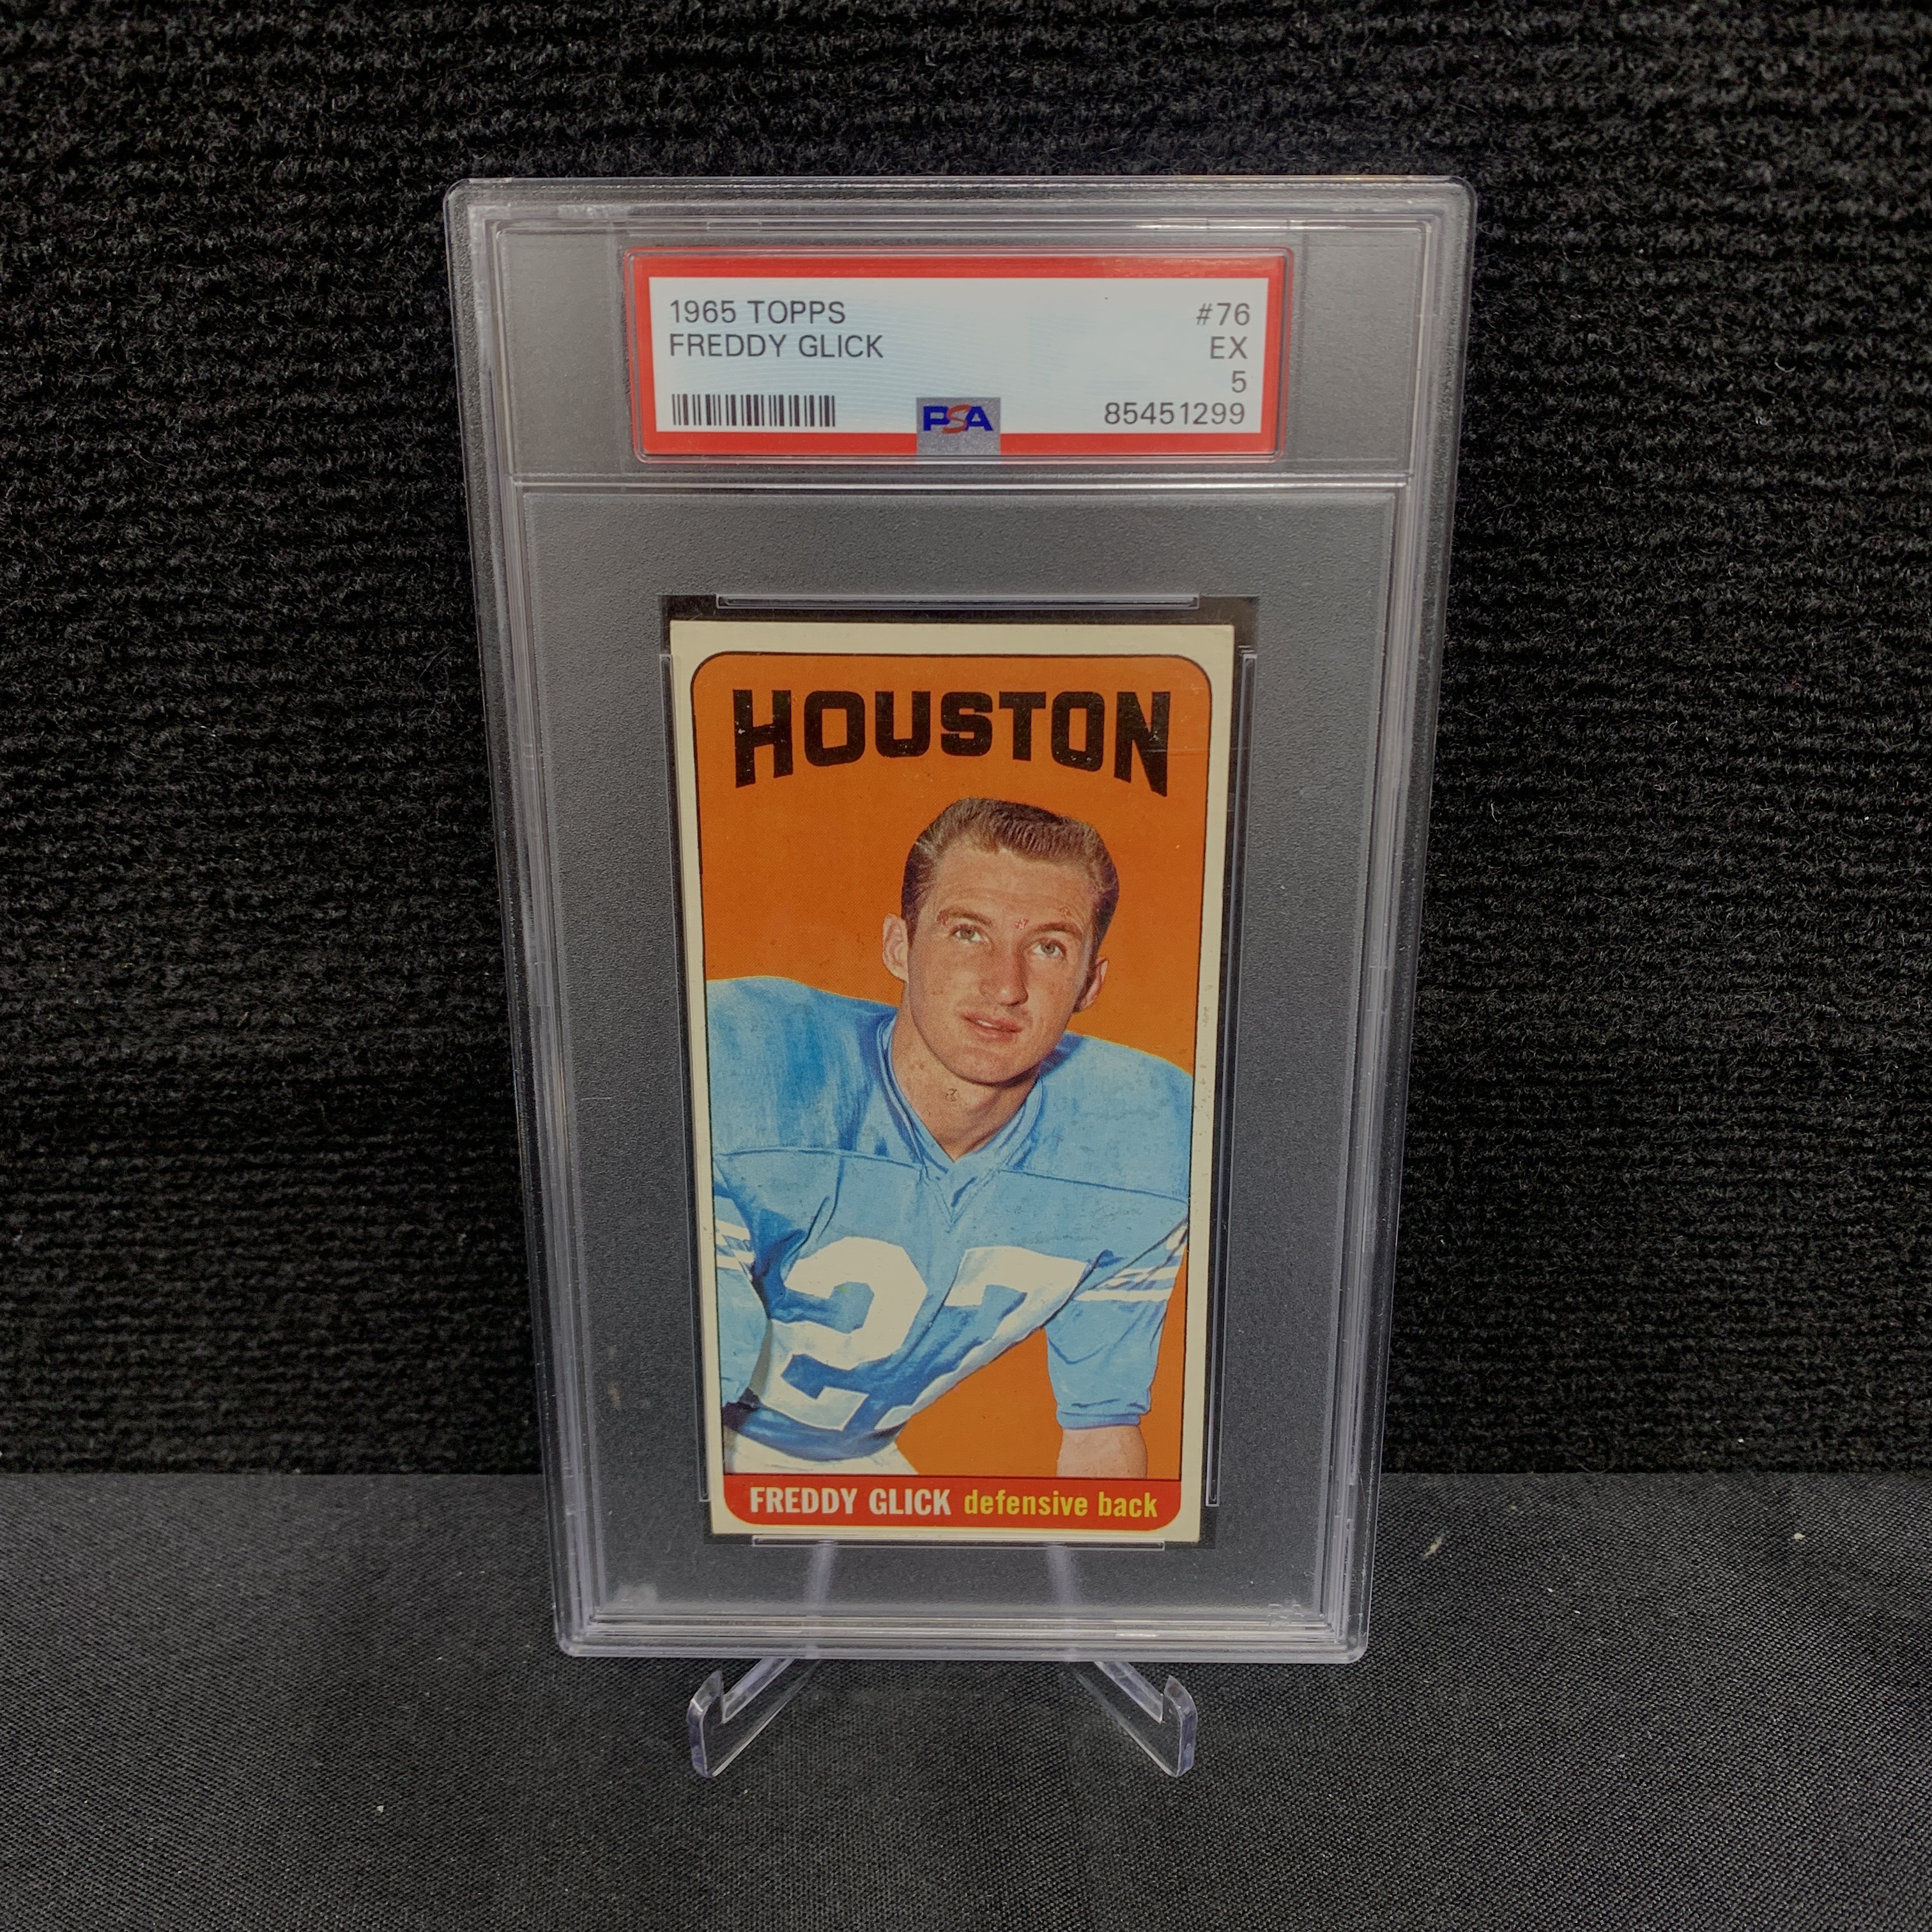 1965 TOPPS #76
FREDDY GLICK EX
5
PSA 85451299
HOUSTON
27
FREDDY GLICK defensive back